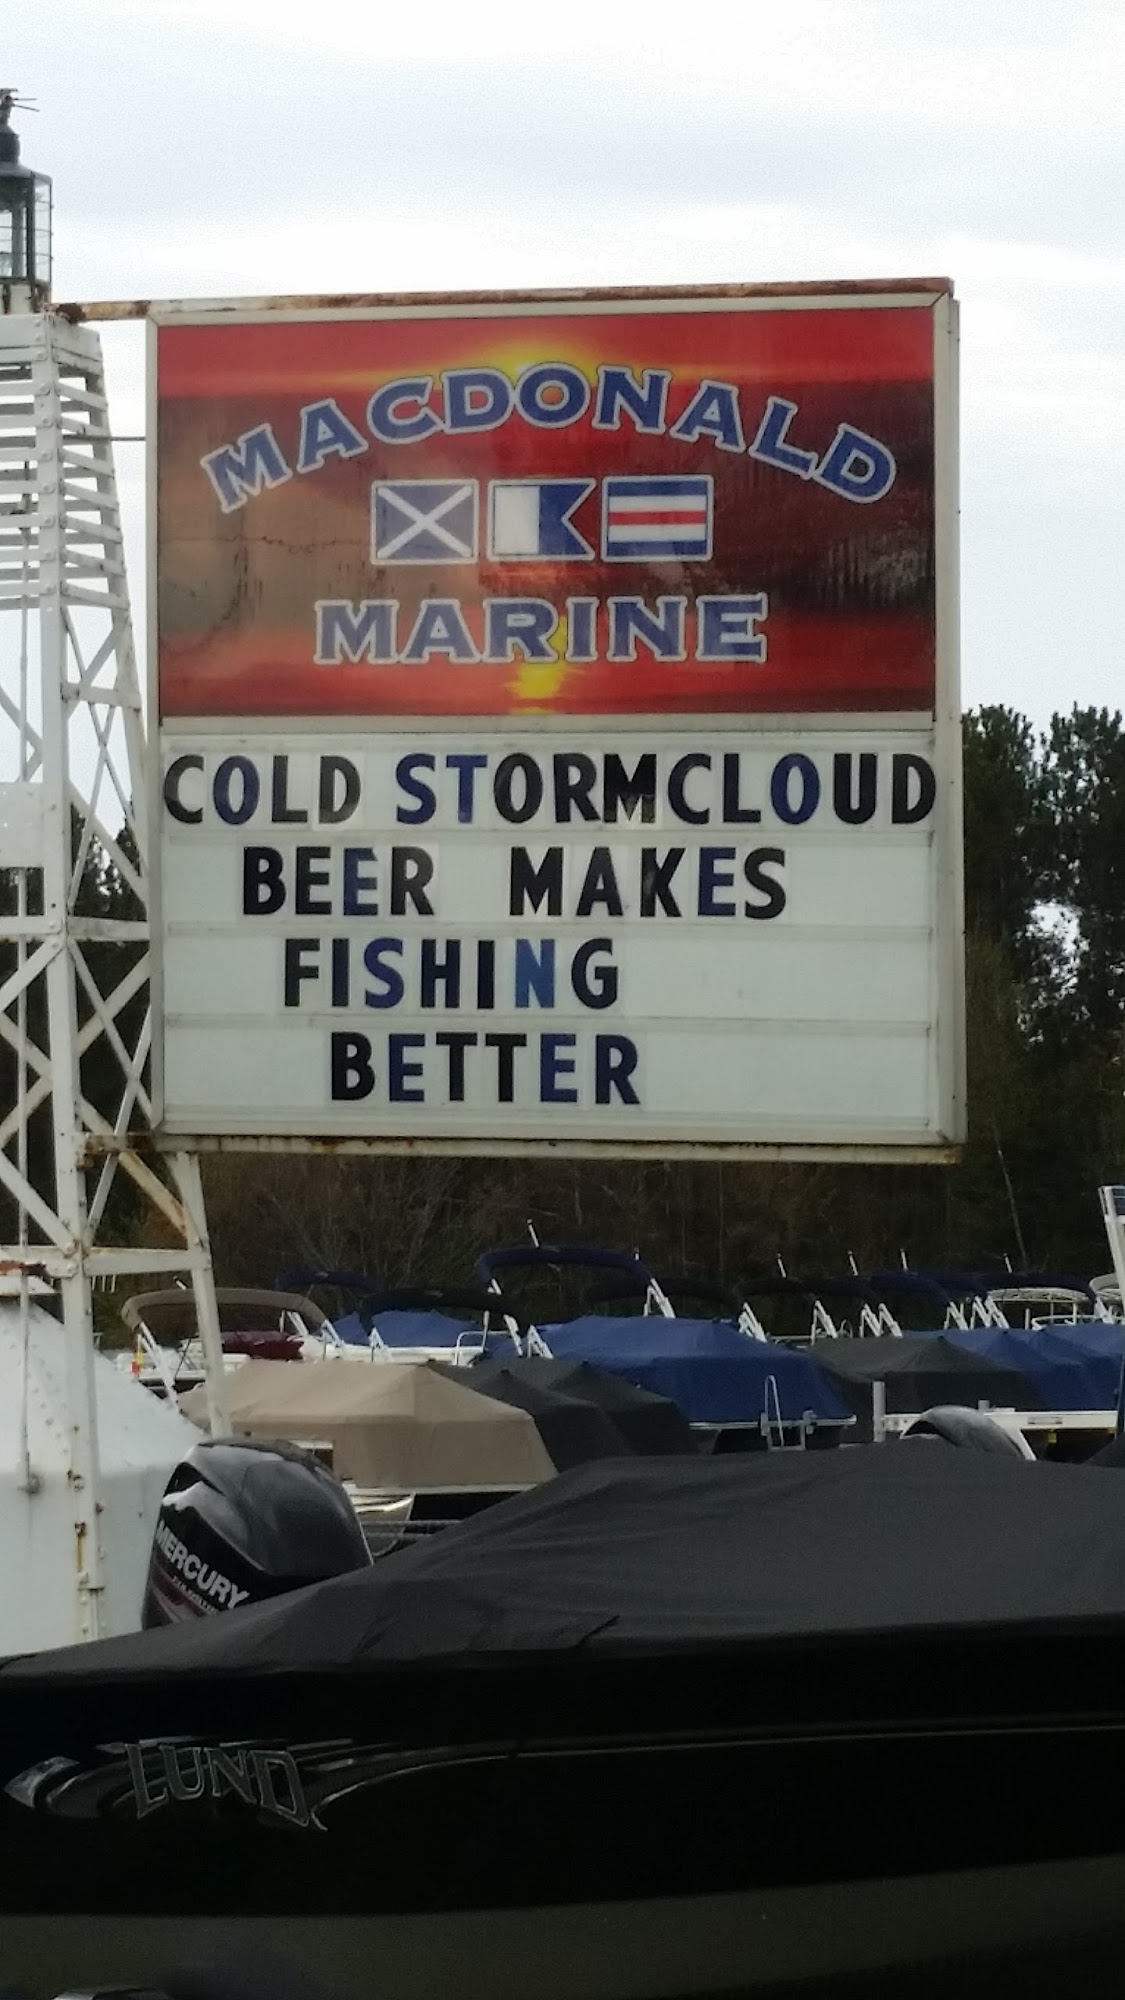 MACDONALD
MARINE
COLD STORMCLOUD
BEER MAKES
FISHING
BETTER
MERCURY
LUND